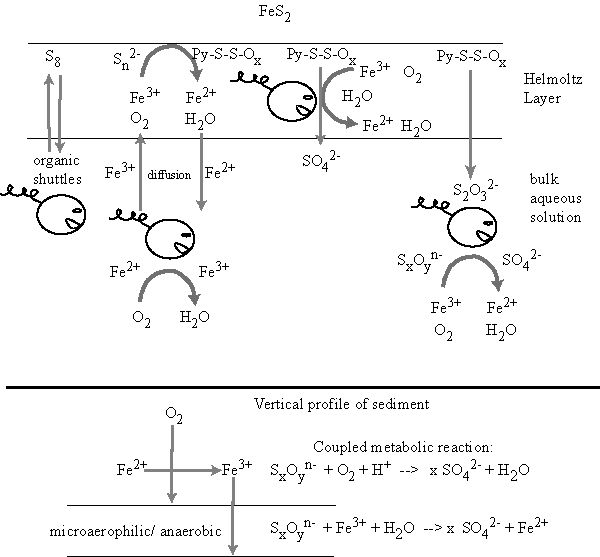 FeS2
S8 Sn2- Py-S-S-Ox Py-S-S-Ox Py-S-S-Ox
Fe3+ O2
Helmoltz
Layer
Fe3+ Fe2+ H2O
O2 H2O Fe2+ H2O
organic
shuttles
Fe3+ diffusion Fe2+
SO42-
bulk
aqueous
solution
S2O32-
Fe2+ Fe3+
SxOyn- SO42-
O2 H2O
Fe3+ Fe2+
O2 H2O
Vertical profile of sediment
O2
Coupled metabolic reaction:
Fe2+ Fe3+
SxOyn- + O2 + H+ --> x SO42- + H2O
microaerophilic/ anaerobic
SxOyn- + Fe3+ + H2O --> x SO42- + Fe2+